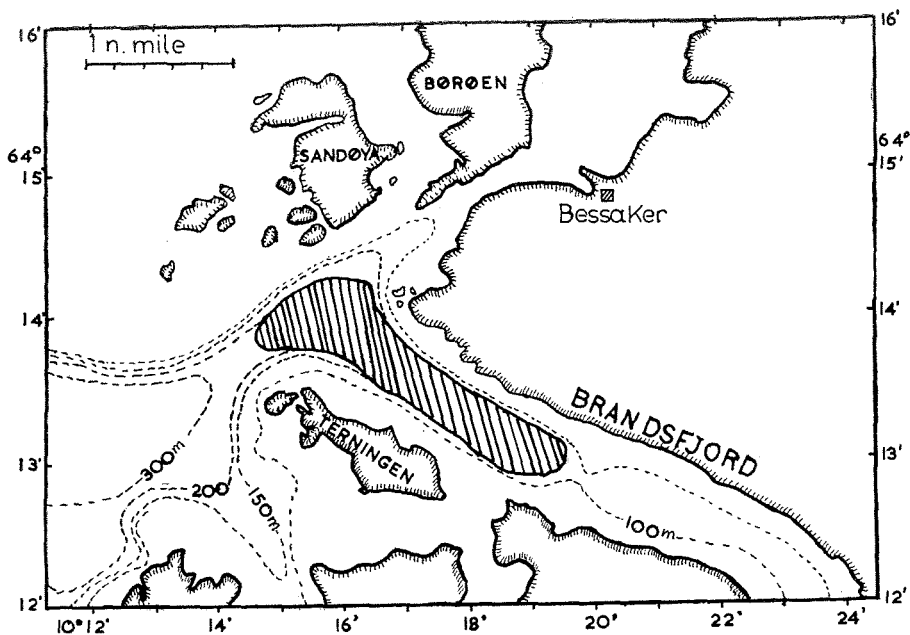 16'
16'
1 n. mile
BØRØEN
64°
15'
64°
15'
SANDØYA
Bessaker
14'
14'
BRANDSFJORD
TERNINGEN
13'
13'
300m
200
150m
100m
12'
12'
10°12' 14' 16' 18' 20' 22' 24'